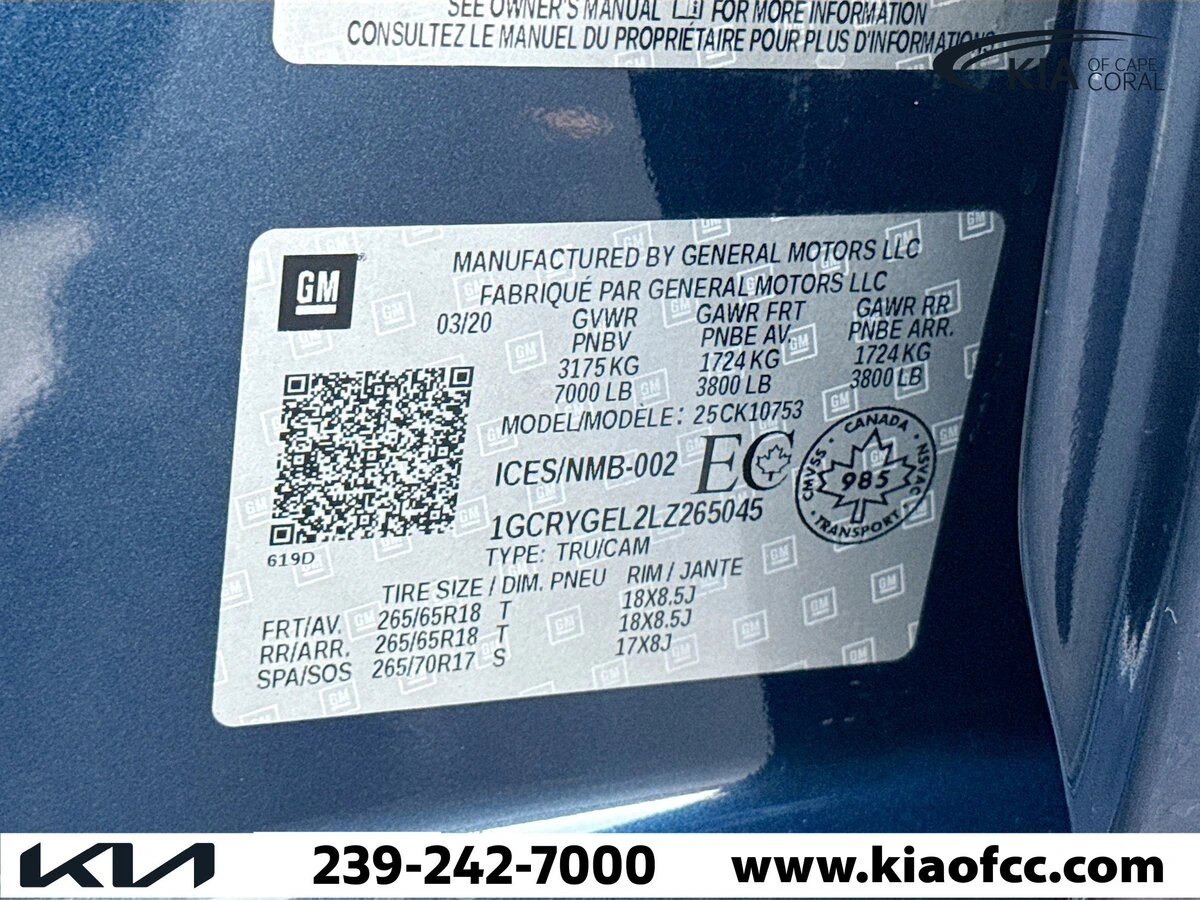 SEE OWNER'S MANUAL FOR MORE INFORMATION
CONSULTEZ LE MANUEL DU PROPRIÉTAIRE POUR PLUS D'INFORMATIONS
KIA OF CAPE CORAL
GM
MANUFACTURED BY GENERAL MOTORS LLC
FABRIQUÉ PAR GENERAL MOTORS LLC
03/20 GVWR GAWR FRT GAWR RR
PNBV PNBE AV. PNBE ARR.
3175 KG 1724 KG 1724 KG
7000 LB 3800 LB 3800 LB
MODEL/MODÈLE: 25CK10753
ICES/NMB-002 EC
CANADA CMVSS NSVAC 985 TRANSPORT
1GCRYGEL2LZ265045
619D
TYPE: TRU/CAM
TIRE SIZE / DIM. PNEU RIM / JANTE
FRT/AV. 265/65R18 T 18X8.5J
RR/ARR. 265/65R18 T 18X8.5J
SPA/SOS 265/70R17 S 17X8J
KIA 239-242-7000 www.kiaofcc.com